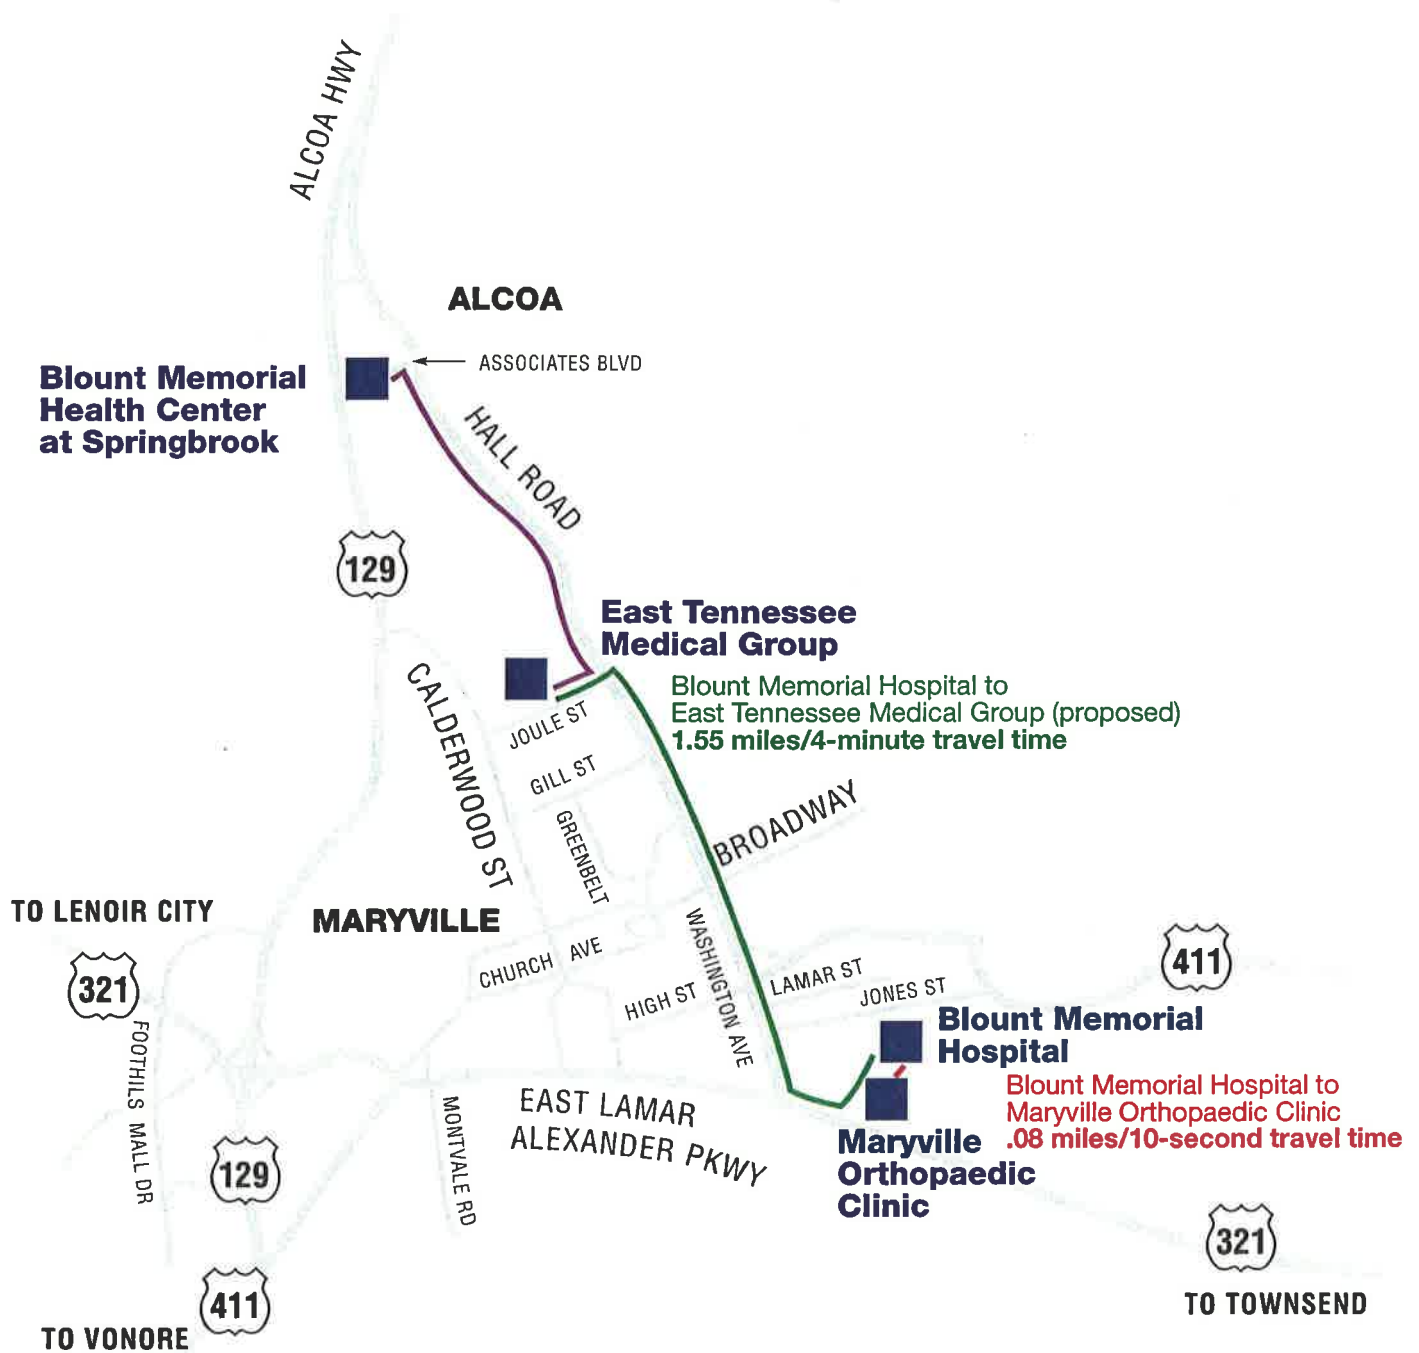 ALCOA HWY
ALCOA
ASSOCIATES BLVD
Blount Memorial
Health Center
at Springbrook
HALL ROAD
129
East Tennessee
Medical Group
Blount Memorial Hospital to
East Tennessee Medical Group (proposed)
1.55 miles/4-minute travel time
CALDERWOOD ST
JOULE ST
GILL ST
GREENBELT
BROADWAY
TO LENOIR CITY
MARYVILLE
321
CHURCH AVE
WASHINGTON AVE
HIGH ST
LAMAR ST
JONES ST
411
Blount Memorial
Hospital
FOOTHILS MALL DR
Blount Memorial Hospital to
Maryville Orthopaedic Clinic
.08 miles/10-second travel time
EAST LAMAR
ALEXANDER PKWY
MONTVALE RD
Maryville
Orthopaedic
Clinic
129
321
TO TOWNSEND
411
TO VONORE